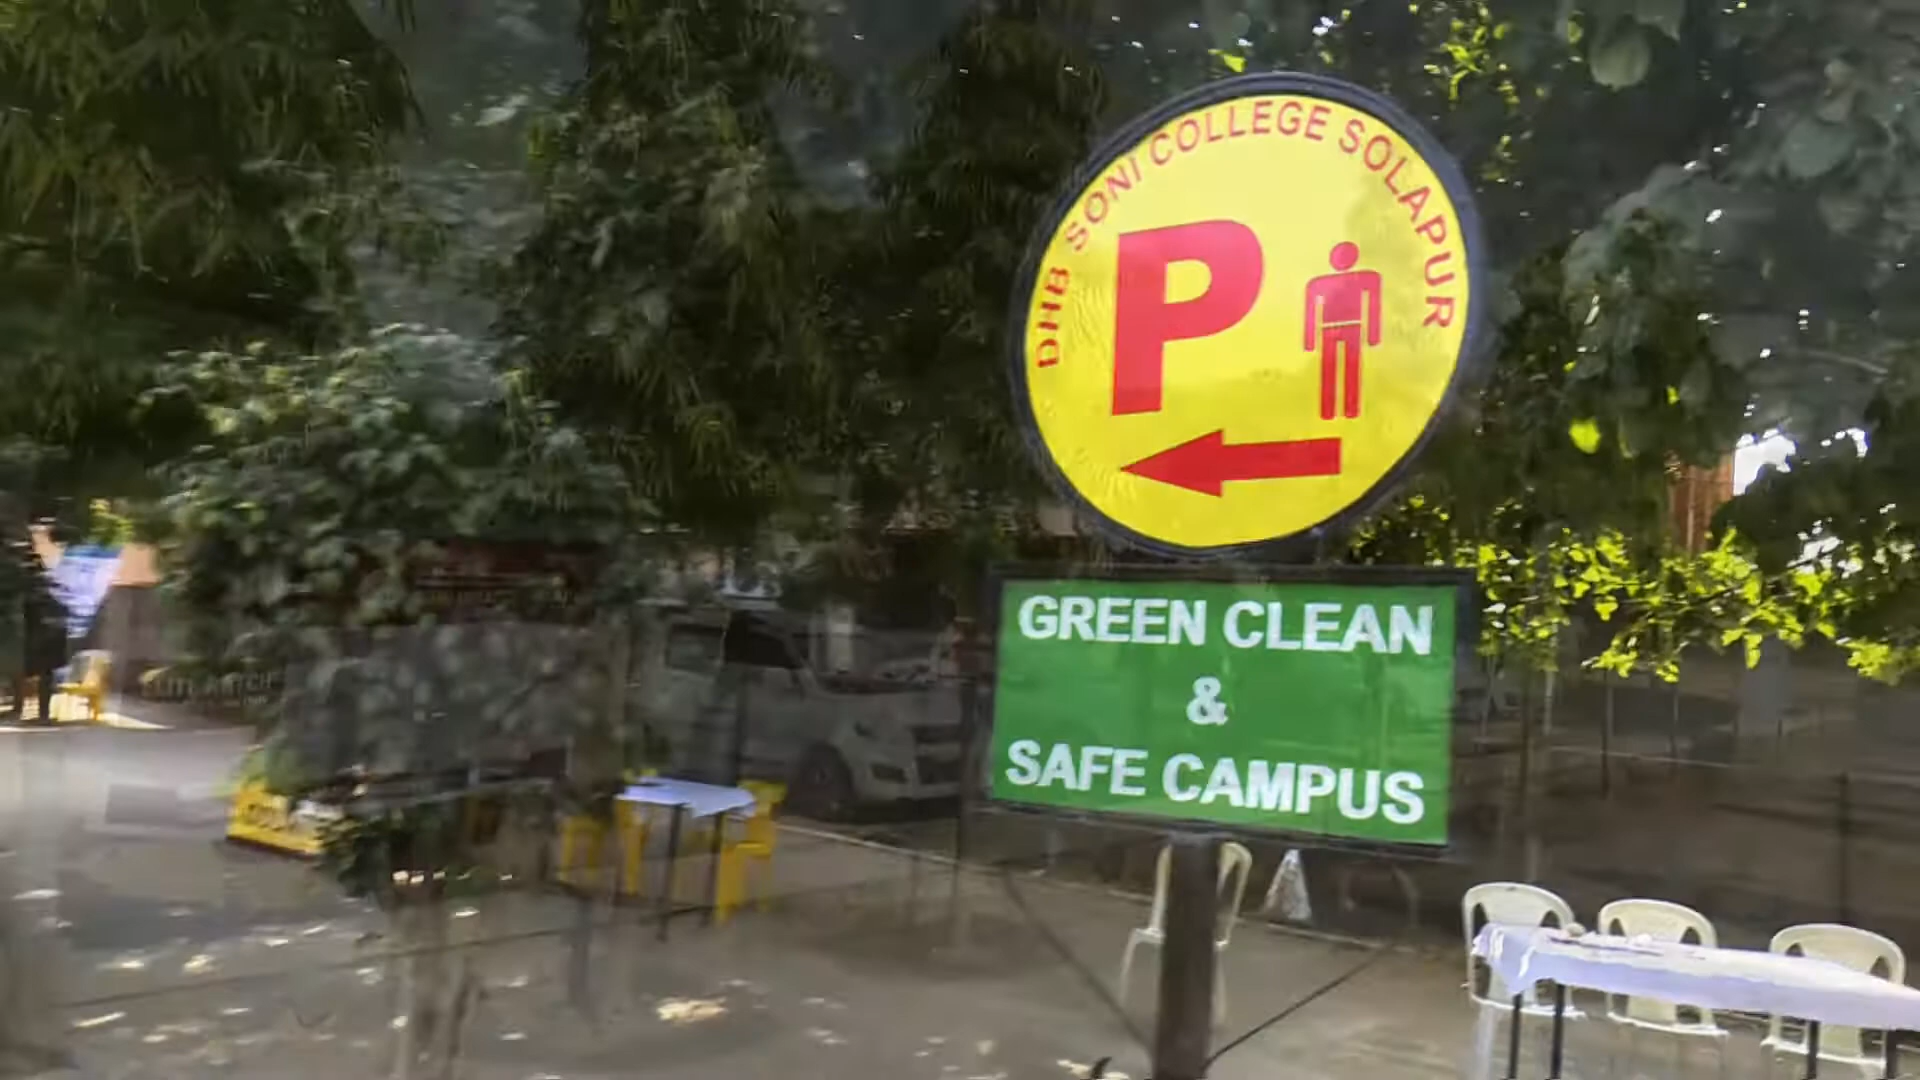 DHB SONI COLLEGE SOLAPUR
P
GREEN CLEAN
&
SAFE CAMPUS